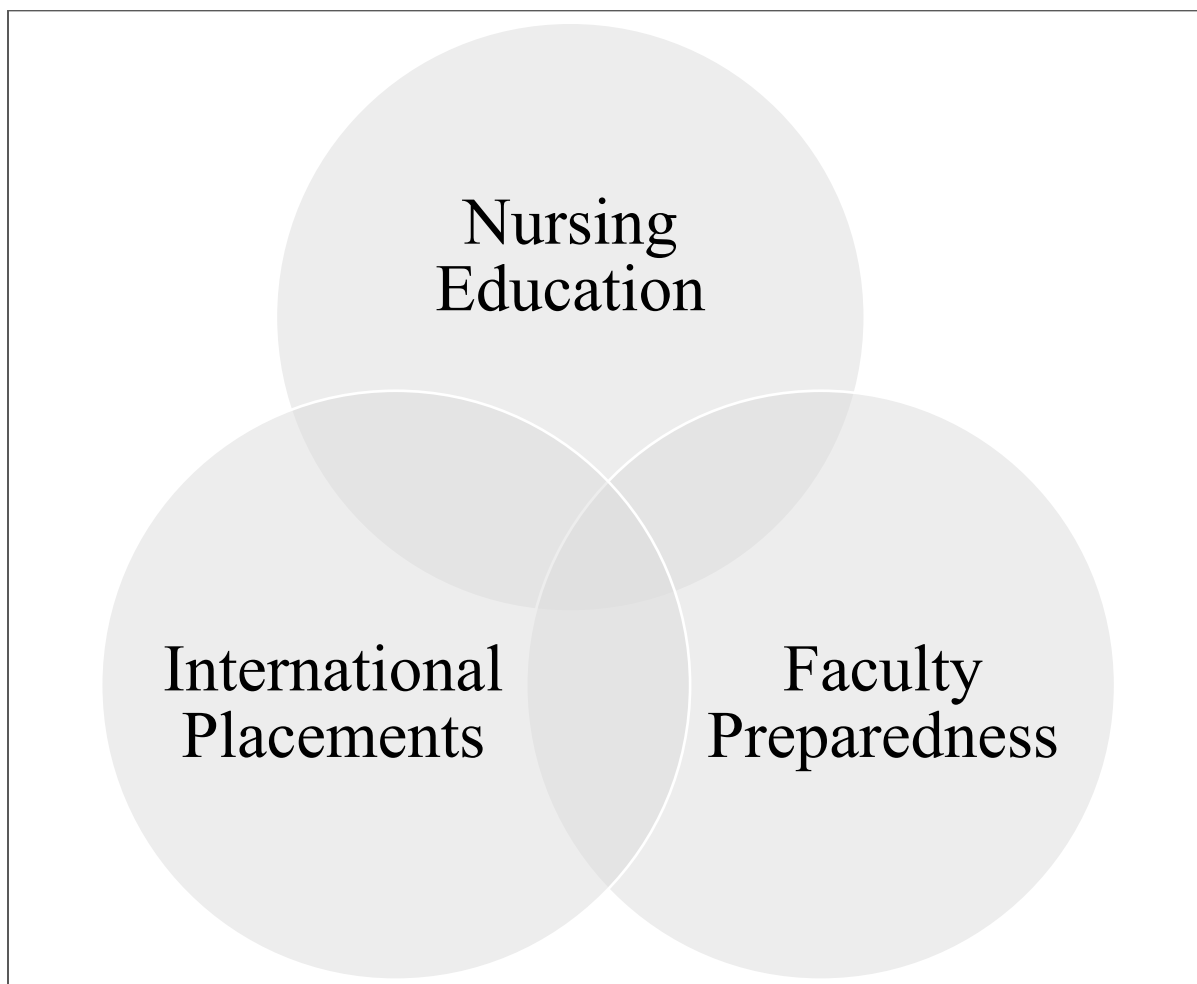 Nursing
Education
International
Placements
Faculty
Preparedness